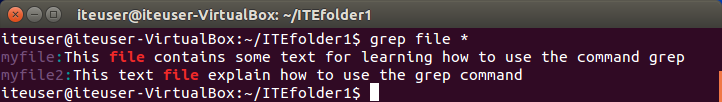 iteuser@iteuser-VirtualBox: ~/ITEfolder1
iteuser@iteuser-VirtualBox:~/ITEfolder1$ grep file *
myfile:This file contains some text for learning how to use the command grep
myfile2:This text file explain how to use the grep command
iteuser@iteuser-VirtualBox:~/ITEfolder1$